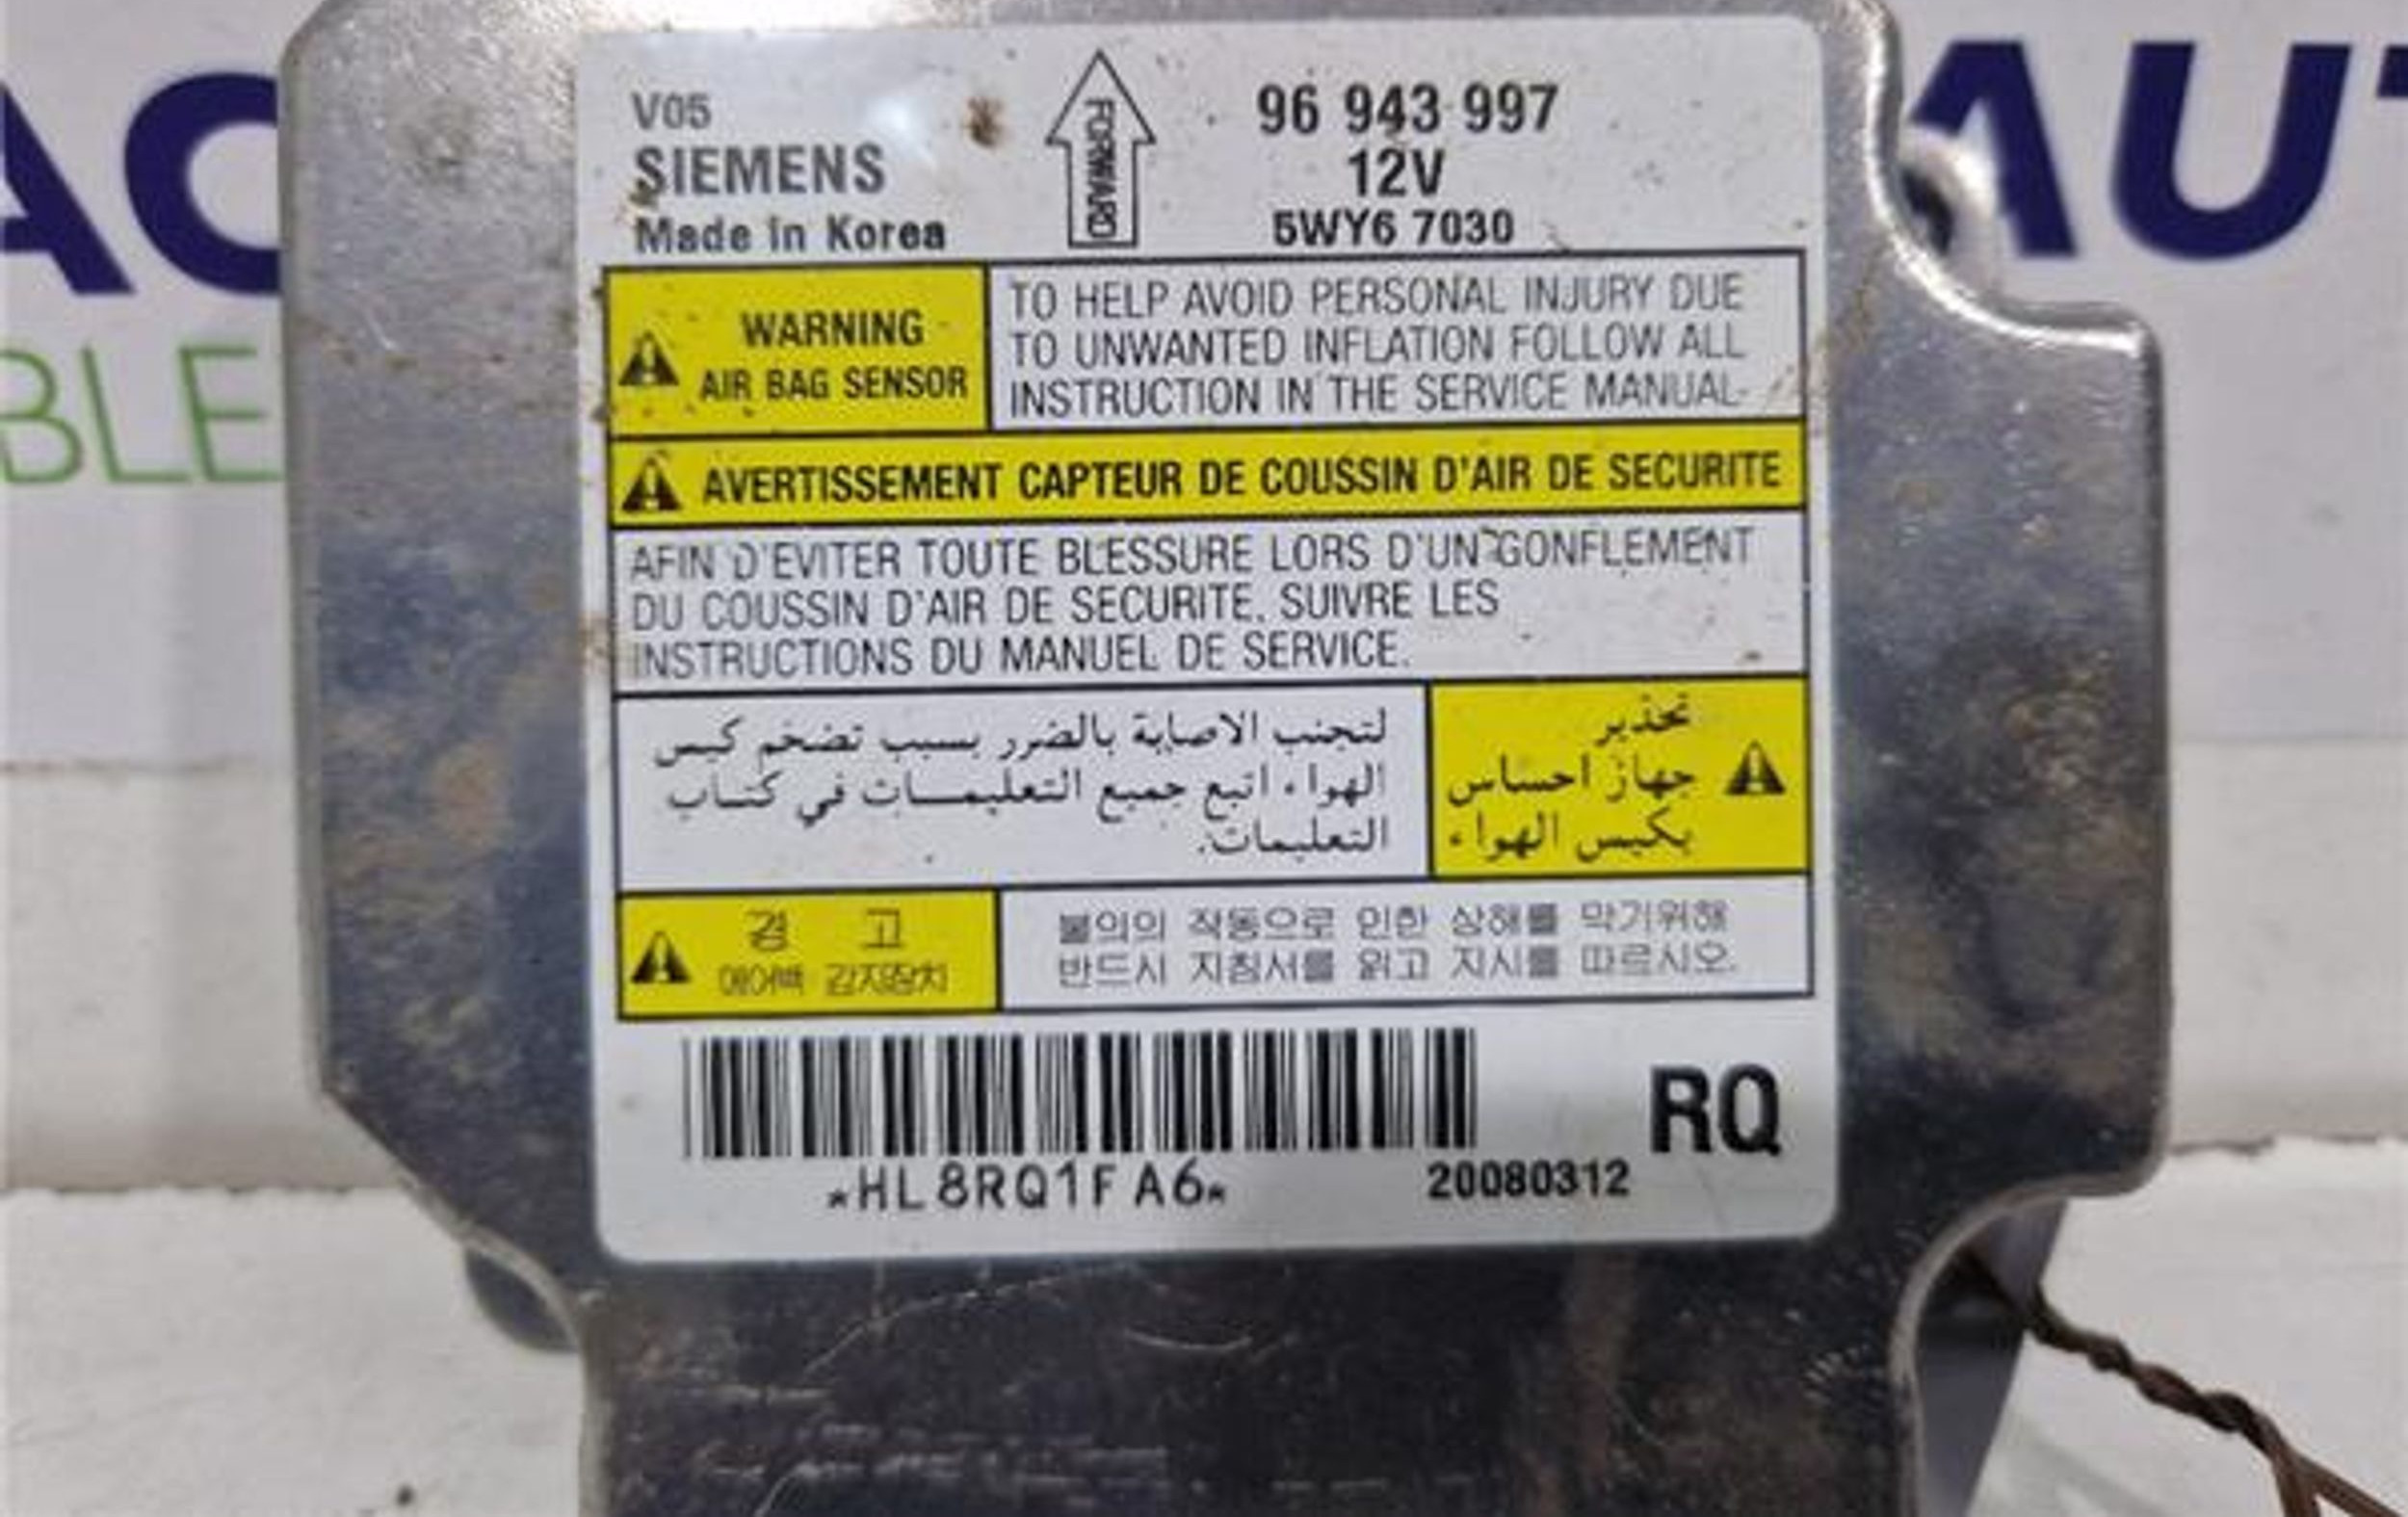 AC
AUT
BLE
V05
SIEMENS
Made in Korea
FORWARD
96 943 997
12V
5WY6 7030
WARNING
AIR BAG SENSOR
TO HELP AVOID PERSONAL INJURY DUE
TO UNWANTED INFLATION FOLLOW ALL
INSTRUCTION IN THE SERVICE MANUAL
AVERTISSEMENT CAPTEUR DE COUSSIN D'AIR DE SECURITE
AFIN D'EVITER TOUTE BLESSURE LORS D'UN GONFLEMENT
DU COUSSIN D'AIR DE SECURITE. SUIVRE LES
INSTRUCTIONS DU MANUEL DE SERVICE.
تحذير
جهاز احساس
بكيس الهواء
لتجنب الاصابة بالضرر بسبب تضخم كيس
الهواء اتبع جميع التعليمــات في كتــاب
التعليمات.
경 고
에어백 감지장치
불의의 작동으로 인한 상해를 막기위해
반드시 지침서를 읽고 지시를 따르시오.
RQ
*HL8RQ1FA6*
20080312